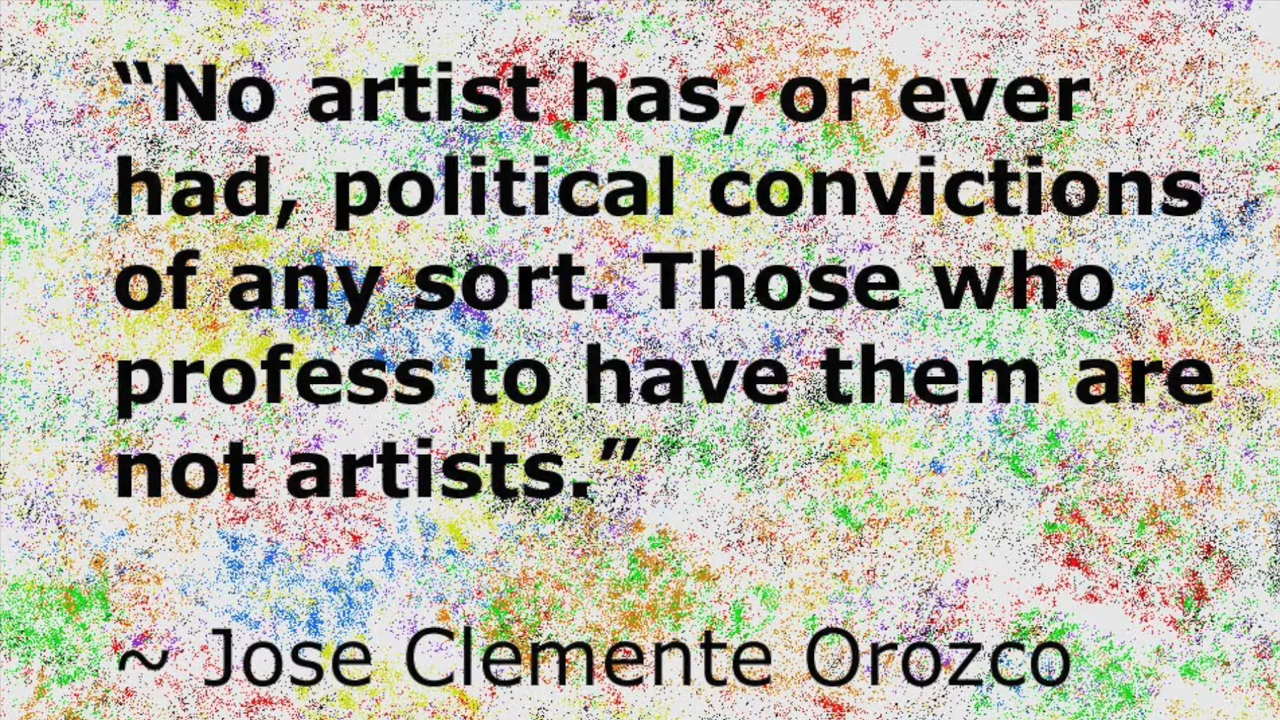 “No artist has, or ever
had, political convictions
of any sort. Those who
profess to have them are
not artists.”
~ Jose Clemente Orozco